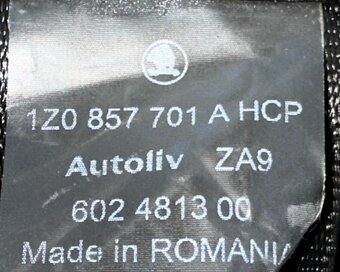 1Z0 857 701 A HCP
Autoliv ZA9
602 4813 00
Made in ROMANIA